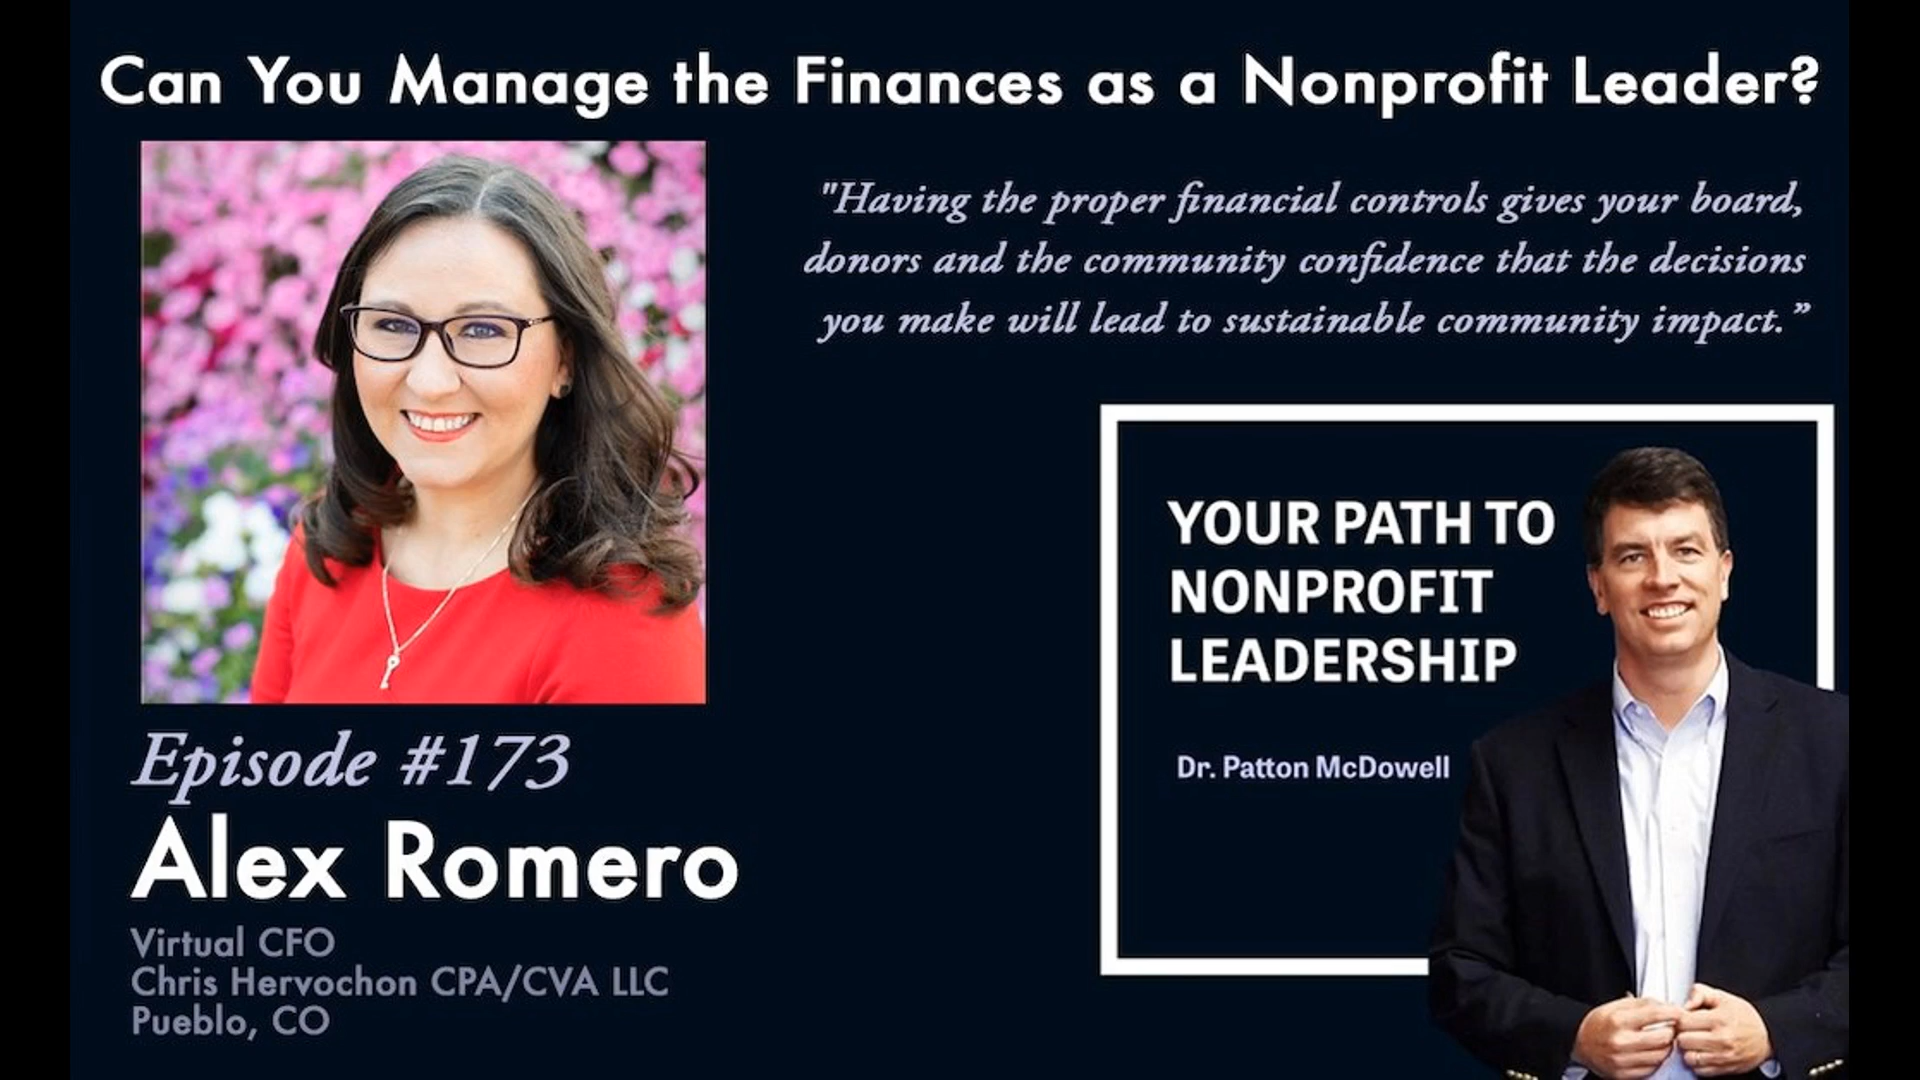 Can You Manage the Finances as a Nonprofit Leader?
"Having the proper financial controls gives your board,
donors and the community confidence that the decisions
you make will lead to sustainable community impact.”
YOUR PATH TO
NONPROFIT
LEADERSHIP
Dr. Patton McDowell
Episode #173
Alex Romero
Virtual CFO
Chris Hervochon CPA/CVA LLC
Pueblo, CO